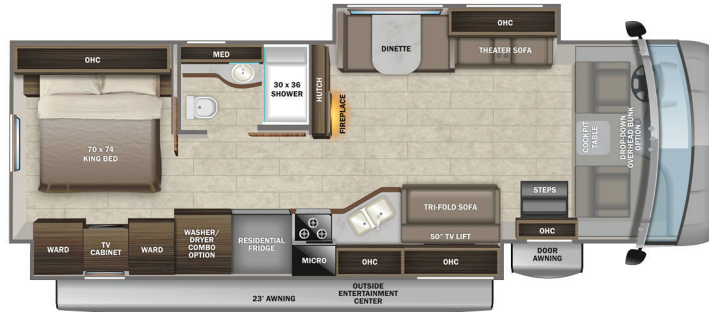 OHC
MED
30 x 36
SHOWER
HUTCH
FIREPLACE
DINETTE
OHC
THEATER SOFA
COCKPIT
TABLE
DROP-DOWN
OVERHEAD BUNK
OPTION
70 x 74
KING BED
WARD
TV
CABINET
WARD
WASHER/
DRYER
COMBO
OPTION
RESIDENTIAL
FRIDGE
MICRO
OHC
TRI-FOLD SOFA
50" TV LIFT
OHC
STEPS
OHC
DOOR
AWNING
23' AWNING
OUTSIDE
ENTERTAINMENT
CENTER